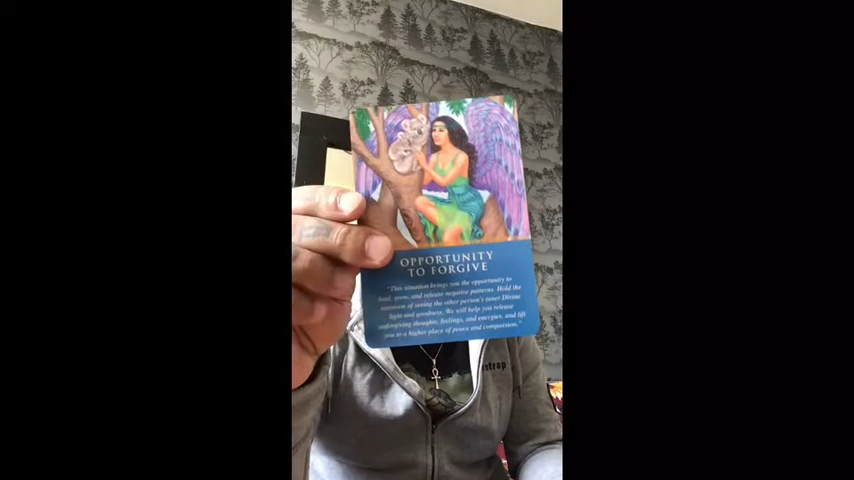 OPPORTUNITY
TO FORGIVE
"This situation brings you the opportunity to
heal, grow, and release negative patterns. Hold the
intention of seeing the other person's inner Divine
light and goodness. We will help you release
unforgiving thoughts, feelings, and energies, and lift
you to a higher place of peace and compassion."